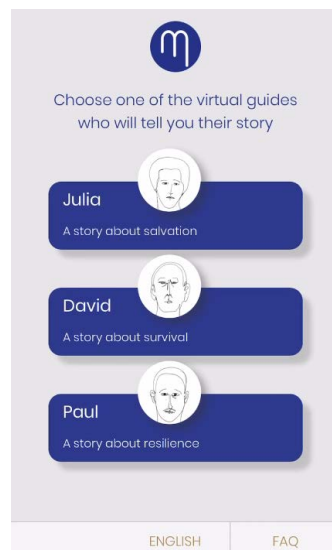 Choose one of the virtual guides
who will tell you their story
Julia
A story about salvation
David
A story about survival
Paul
A story about resilience
ENGLISH FAQ